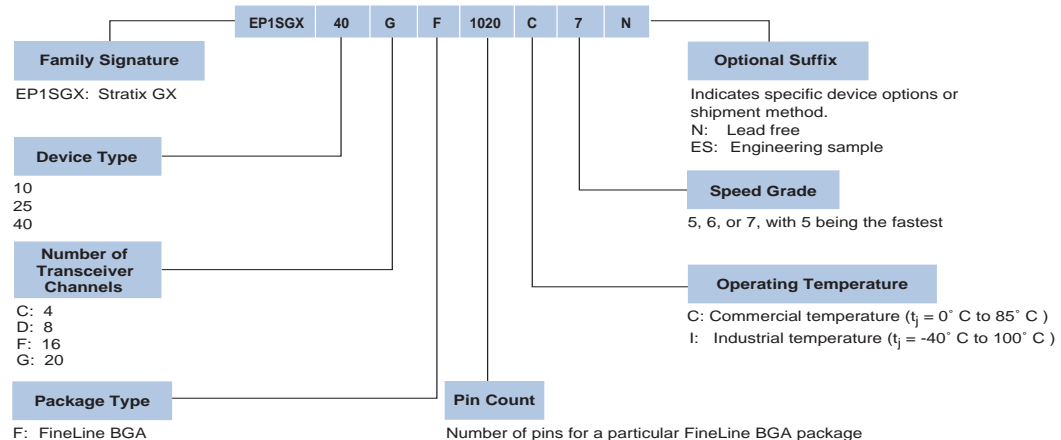 EP1SGX 40 G F 1020 C 7 N
Family Signature
EP1SGX: Stratix GX
Optional Suffix
Indicates specific device options or
shipment method.
N: Lead free
ES: Engineering sample
Device Type
10
25
40
Speed Grade
5, 6, or 7, with 5 being the fastest
Number of
Transceiver
Channels
C: 4
D: 8
F: 16
G: 20
Operating Temperature
C: Commercial temperature (tj = 0˚ C to 85˚ C )
I: Industrial temperature (tj = -40˚ C to 100˚ C )
Package Type
F: FineLine BGA
Pin Count
Number of pins for a particular FineLine BGA package